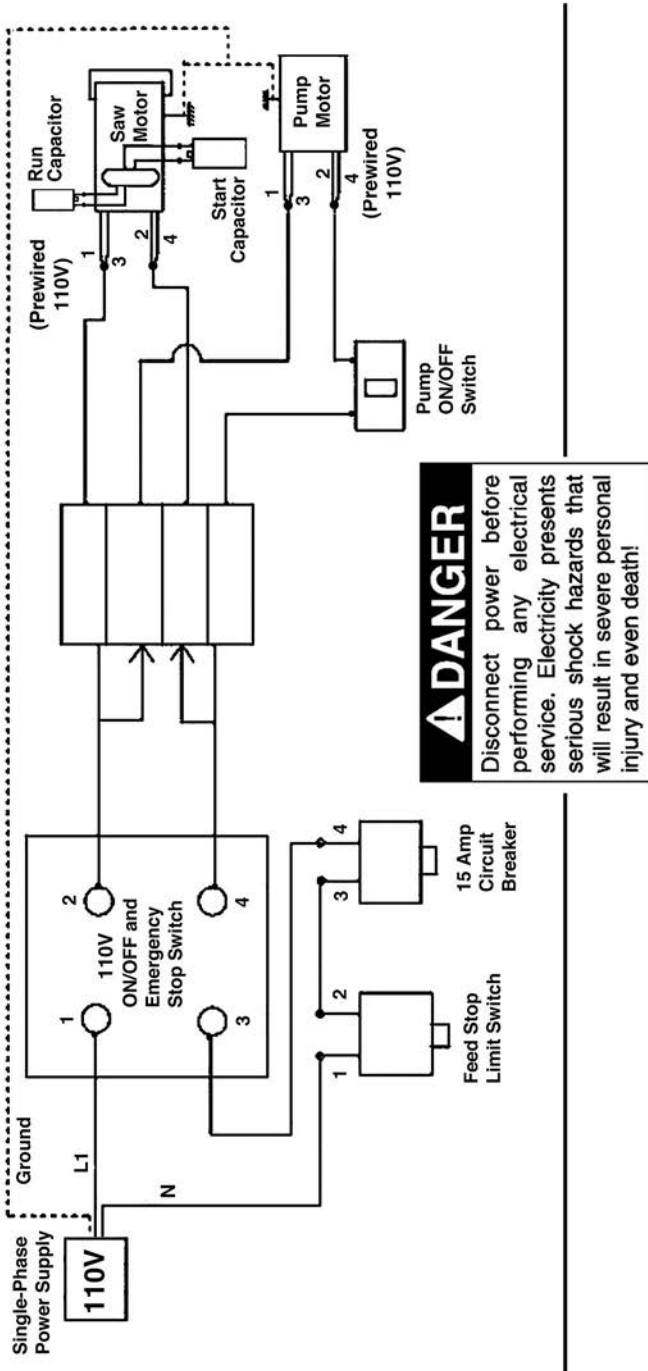 Single-Phase
Power Supply
110V
Ground
L1
N
1
2
3
4
110V
ON/OFF and
Emergency
Stop Switch
1
2
Feed Stop
Limit Switch
3
4
15 Amp
Circuit
Breaker
(Prewired
110V)
1
3
2
4
Run
Capacitor
Saw
Motor
Start
Capacitor
Pump
Motor
1
3
2
4
(Prewired
110V)
Pump
ON/OFF
Switch
DANGER
Disconnect power before
performing any electrical
service. Electricity presents
serious shock hazards that
will result in severe personal
injury and even death!